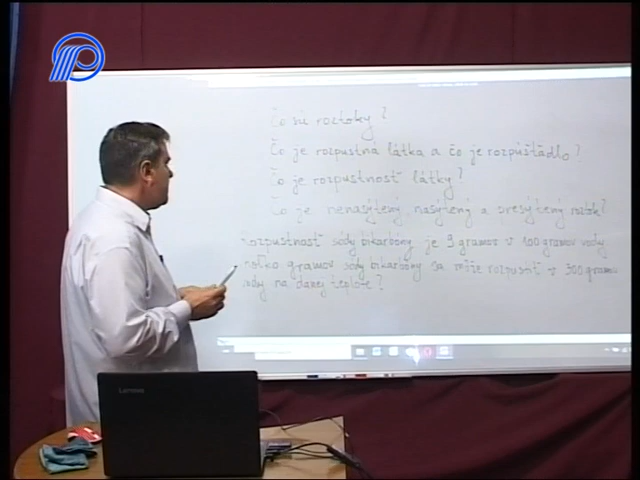 Čo sú roztoky?
Čo je rozpustná látka a čo je rozpúšťadlo?
Čo je rozpustnosť látky?
Čo je nenasýtený, nasýtený a presýtený roztok?
Rozpustnosť sódy bikarbóny je 9 gramov v 100 gramov vody
koľko gramov sódy bikarbóny sa môže rozpustiť v 300 gramov
vody na danej teplote?
lenovo